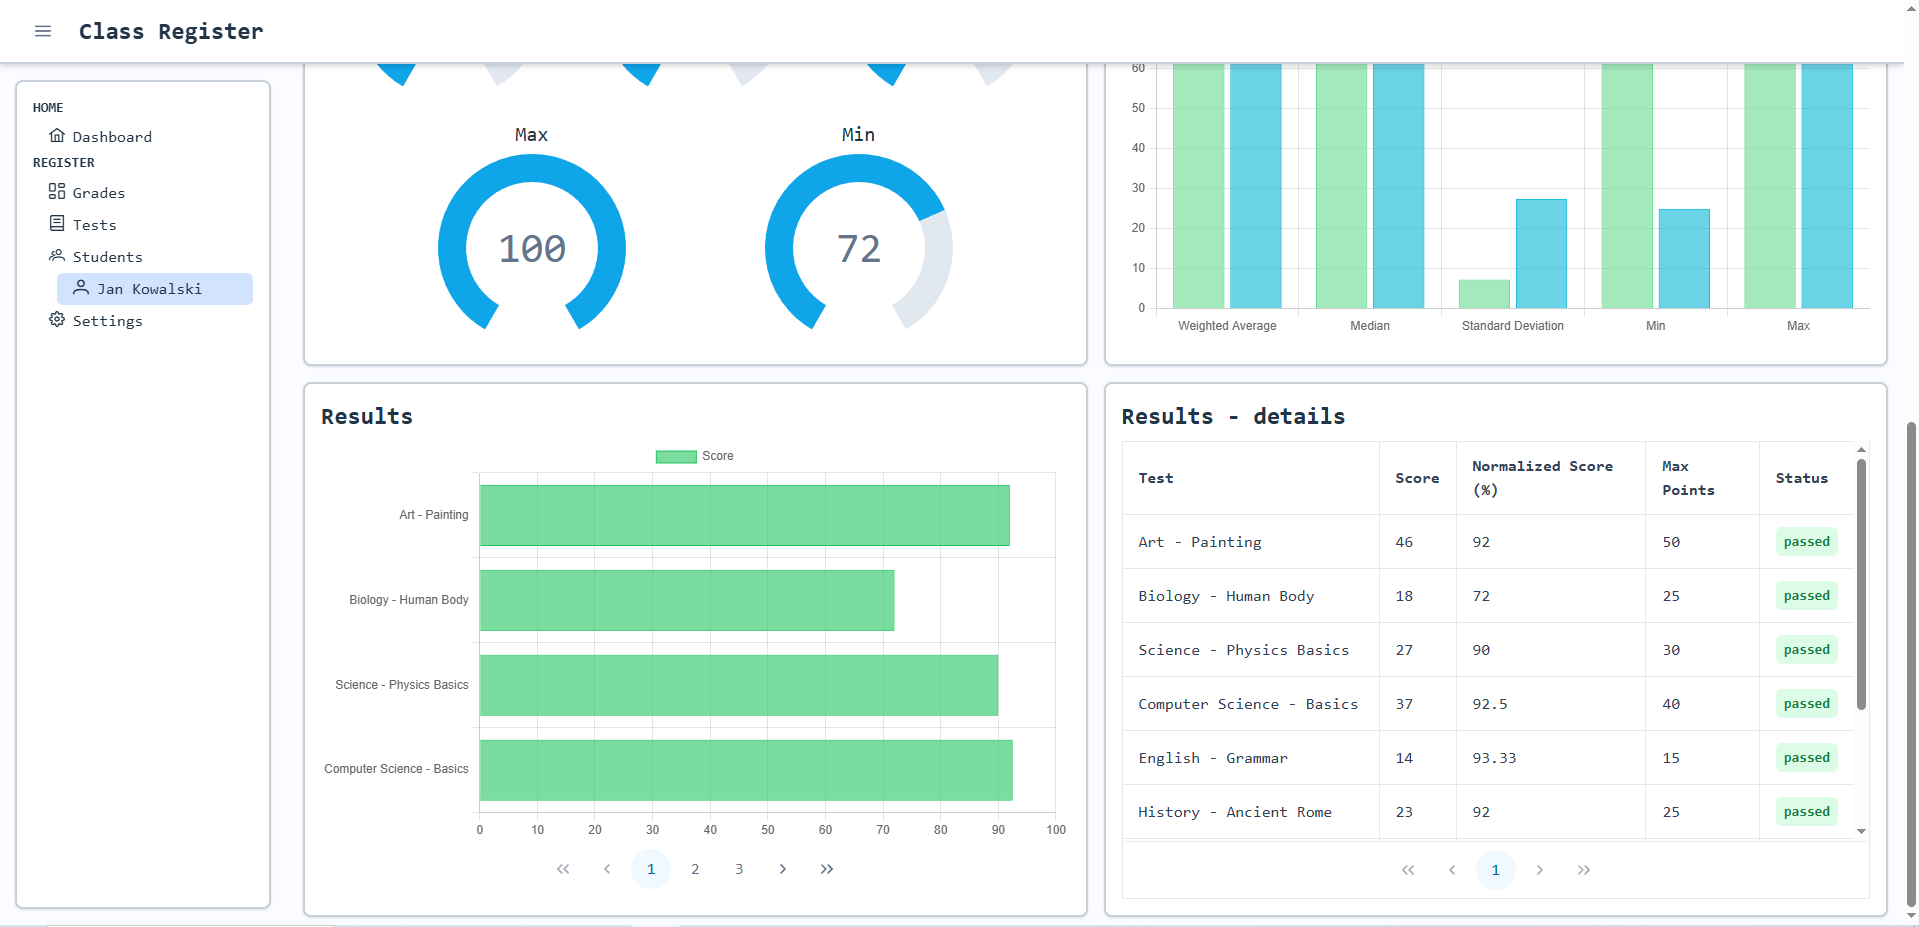 Class Register
HOME
Dashboard
REGISTER
Grades
Tests
Students
Jan Kowalski
Settings
Max
100
Min
72
60
50
40
30
20
10
0
Weighted Average
Median
Standard Deviation
Min
Max
Results
Score
Art - Painting
Biology - Human Body
Science - Physics Basics
Computer Science - Basics
0 10 20 30 40 50 60 70 80 90 100
1 2 3
Results - details
Test Score Normalized Score (%) Max Points Status
Art - Painting 46 92 50 passed
Biology - Human Body 18 72 25 passed
Science - Physics Basics 27 90 30 passed
Computer Science - Basics 37 92.5 40 passed
English - Grammar 14 93.33 15 passed
History - Ancient Rome 23 92 25 passed
1